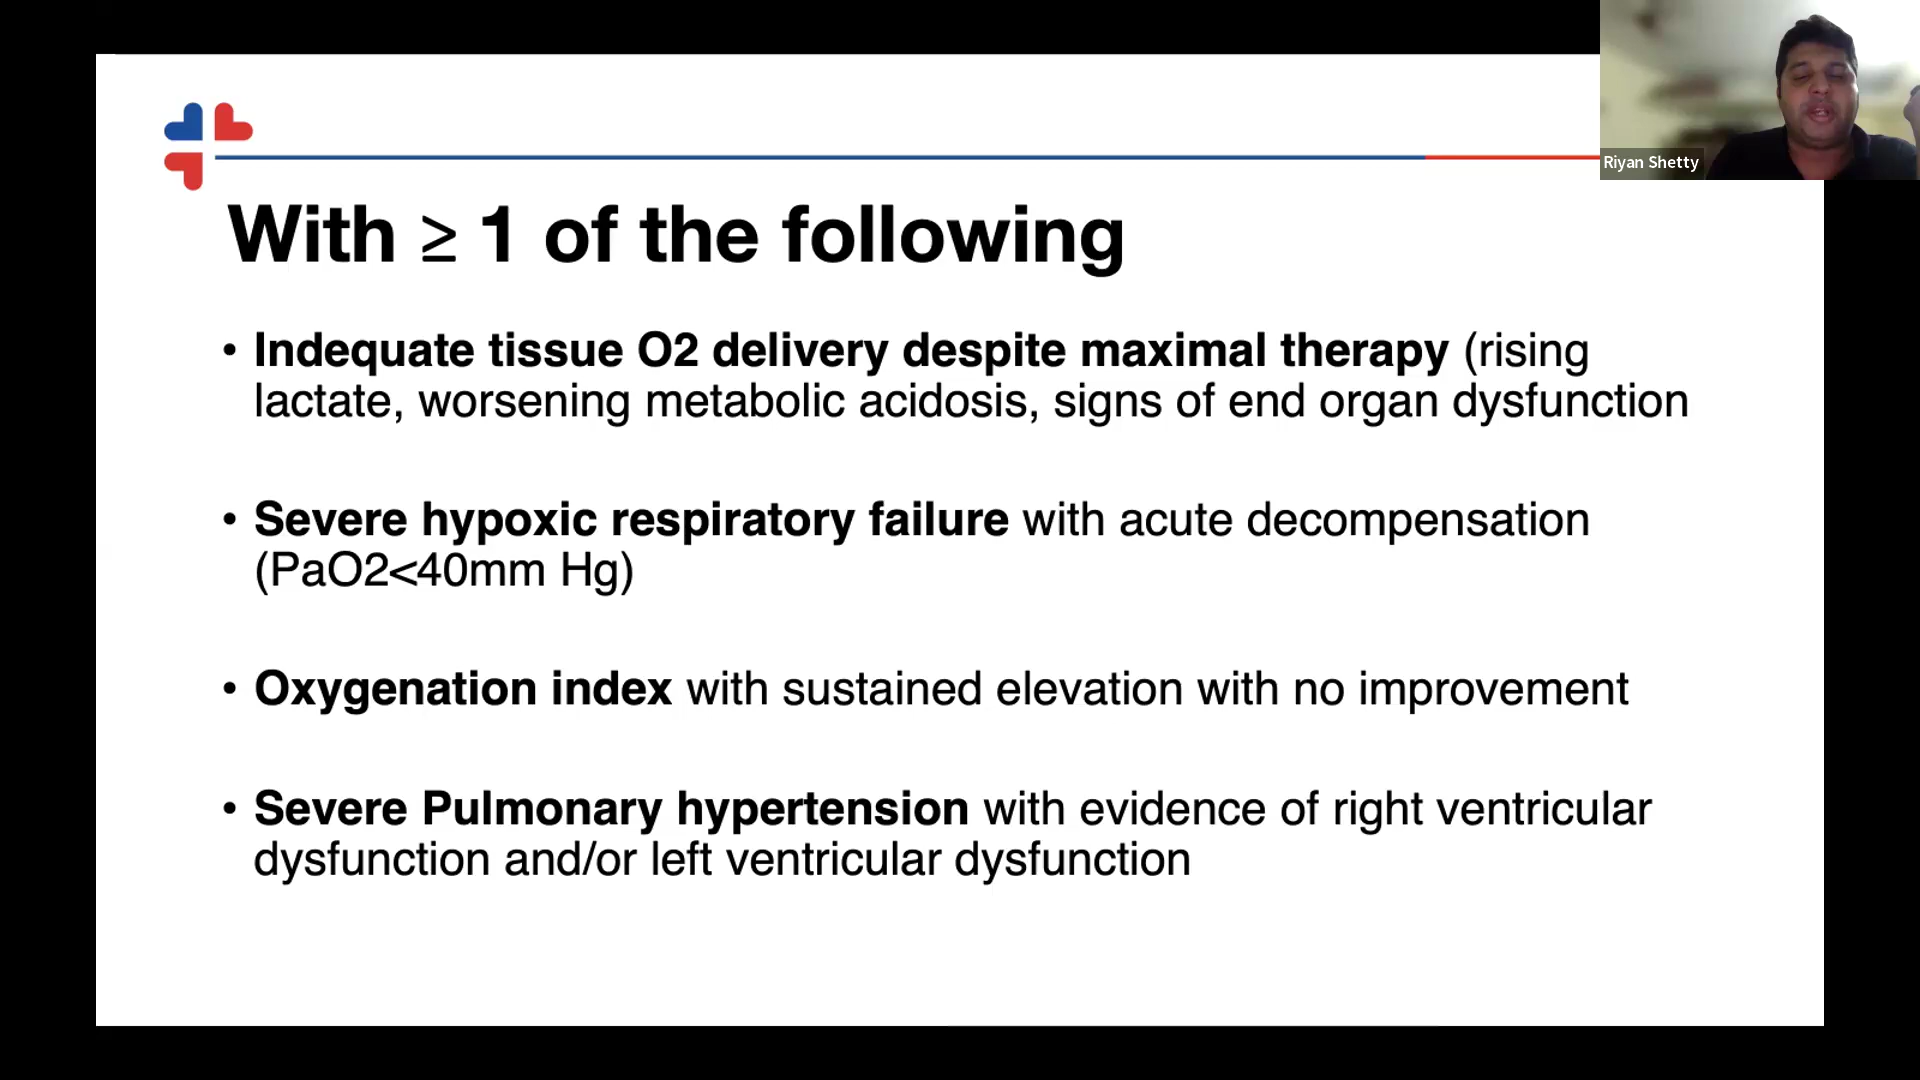 Riyan Shetty
With ≥ 1 of the following
• Indequate tissue O2 delivery despite maximal therapy (rising
lactate, worsening metabolic acidosis, signs of end organ dysfunction
• Severe hypoxic respiratory failure with acute decompensation
(PaO2<40mm Hg)
• Oxygenation index with sustained elevation with no improvement
• Severe Pulmonary hypertension with evidence of right ventricular
dysfunction and/or left ventricular dysfunction